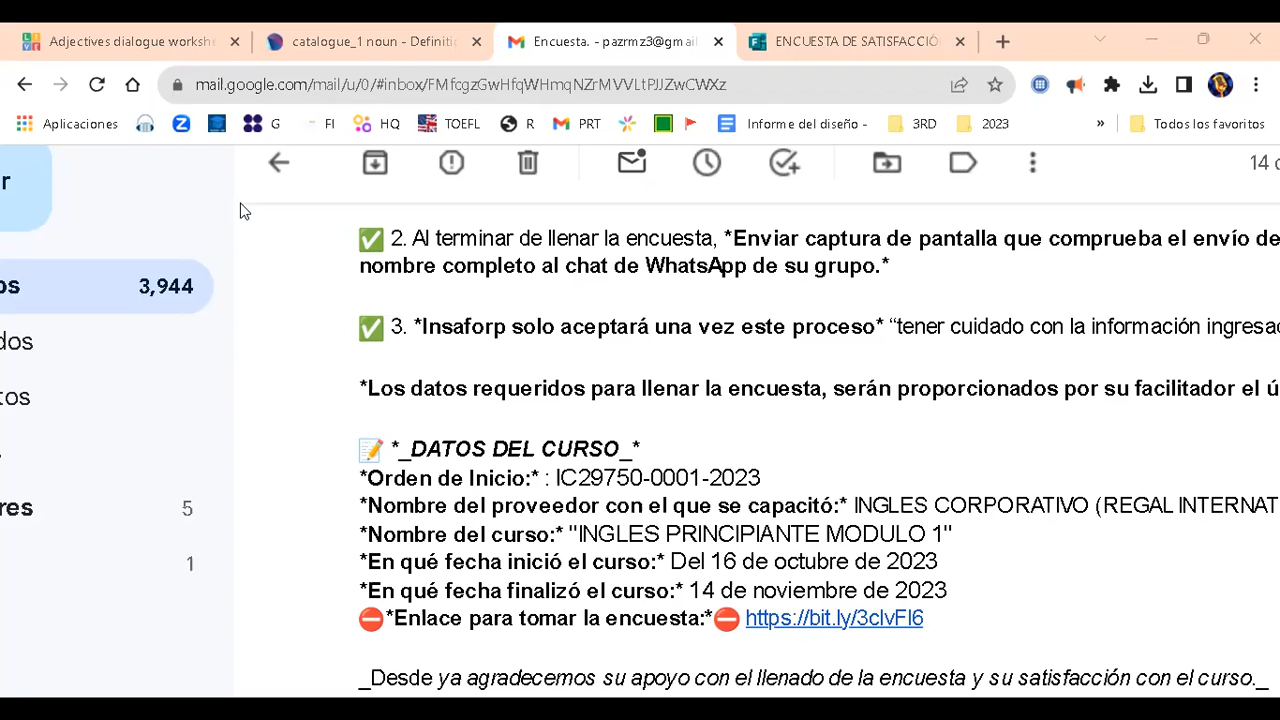 Adjectives dialogue workshe
catalogue_1 noun - Definiti
Encuesta. - pazrmz3@gmai
ENCUESTA DE SATISFACCIÓ
mail.google.com/mail/u/0/#inbox/FMfcgzGwHfqWHmqNZrMVVLtPJJZwCWXz
Aplicaciones
G
FI
HQ
TOEFL
R
PRT
Informe del diseño -
3RD
2023
»
Todos los favoritos
r
14 d
os 3,944
dos
tos
res 5
1
✅ 2. Al terminar de llenar la encuesta, *Enviar captura de pantalla que comprueba el envío de
nombre completo al chat de WhatsApp de su grupo.*
✅ 3. *Insaforp solo aceptará una vez este proceso* “tener cuidado con la información ingresad
*Los datos requeridos para llenar la encuesta, serán proporcionados por su facilitador el ú
📝 *_DATOS DEL CURSO_*
*Orden de Inicio:* : IC29750-0001-2023
*Nombre del proveedor con el que se capacitó:* INGLES CORPORATIVO (REGAL INTERNAT
*Nombre del curso:* "INGLES PRINCIPIANTE MODULO 1"
*En qué fecha inició el curso:* Del 16 de octubre de 2023
*En qué fecha finalizó el curso:* 14 de noviembre de 2023
⛔*Enlace para tomar la encuesta:*⛔ https://bit.ly/3clvFI6
_Desde ya agradecemos su apoyo con el llenado de la encuesta y su satisfacción con el curso._